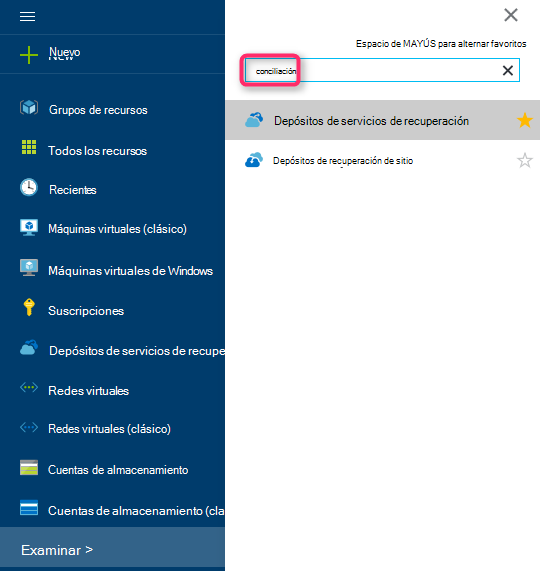 Nuevo
Grupos de recursos
Todos los recursos
Recientes
Máquinas virtuales (clásico)
Máquinas virtuales de Windows
Suscripciones
Depósitos de servicios de recupe
Redes virtuales
Redes virtuales (clásico)
Cuentas de almacenamiento
Cuentas de almacenamiento (cla
Examinar >
Espacio de MAYÚS para alternar favoritos
conciliación
Depósitos de servicios de recuperación
Depósitos de recuperación de sitio